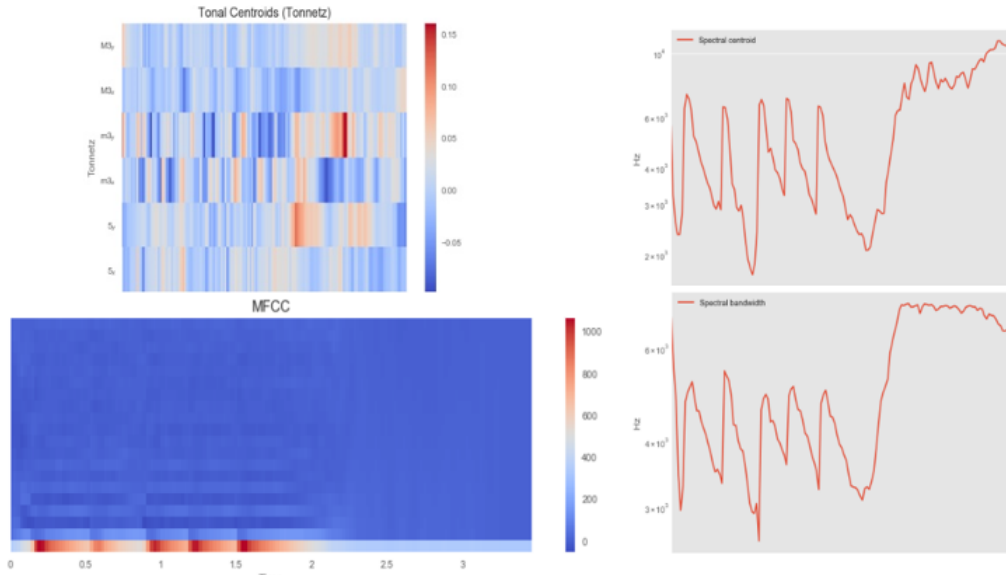 Tonal Centroids (Tonnetz)
Tonnetz
M3y
M3x
m3y
m3x
5y
5x
0.15
0.10
0.05
0.00
−0.05
MFCC
1000
800
600
400
200
0
0 0.5 1 1.5 2 2.5 3
Spectral centroid
Hz
10⁴
6 × 10³
4 × 10³
3 × 10³
2 × 10³
Spectral bandwidth
Hz
6 × 10³
4 × 10³
3 × 10³